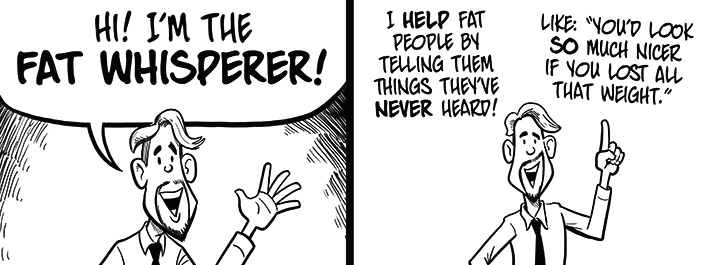 HI! I'M THE
FAT WHISPERER!
I HELP FAT
PEOPLE BY
TELLING THEM
THINGS THEY'VE
NEVER HEARD!
LIKE: "YOU'D LOOK
SO MUCH NICER
IF YOU LOST ALL
THAT WEIGHT."